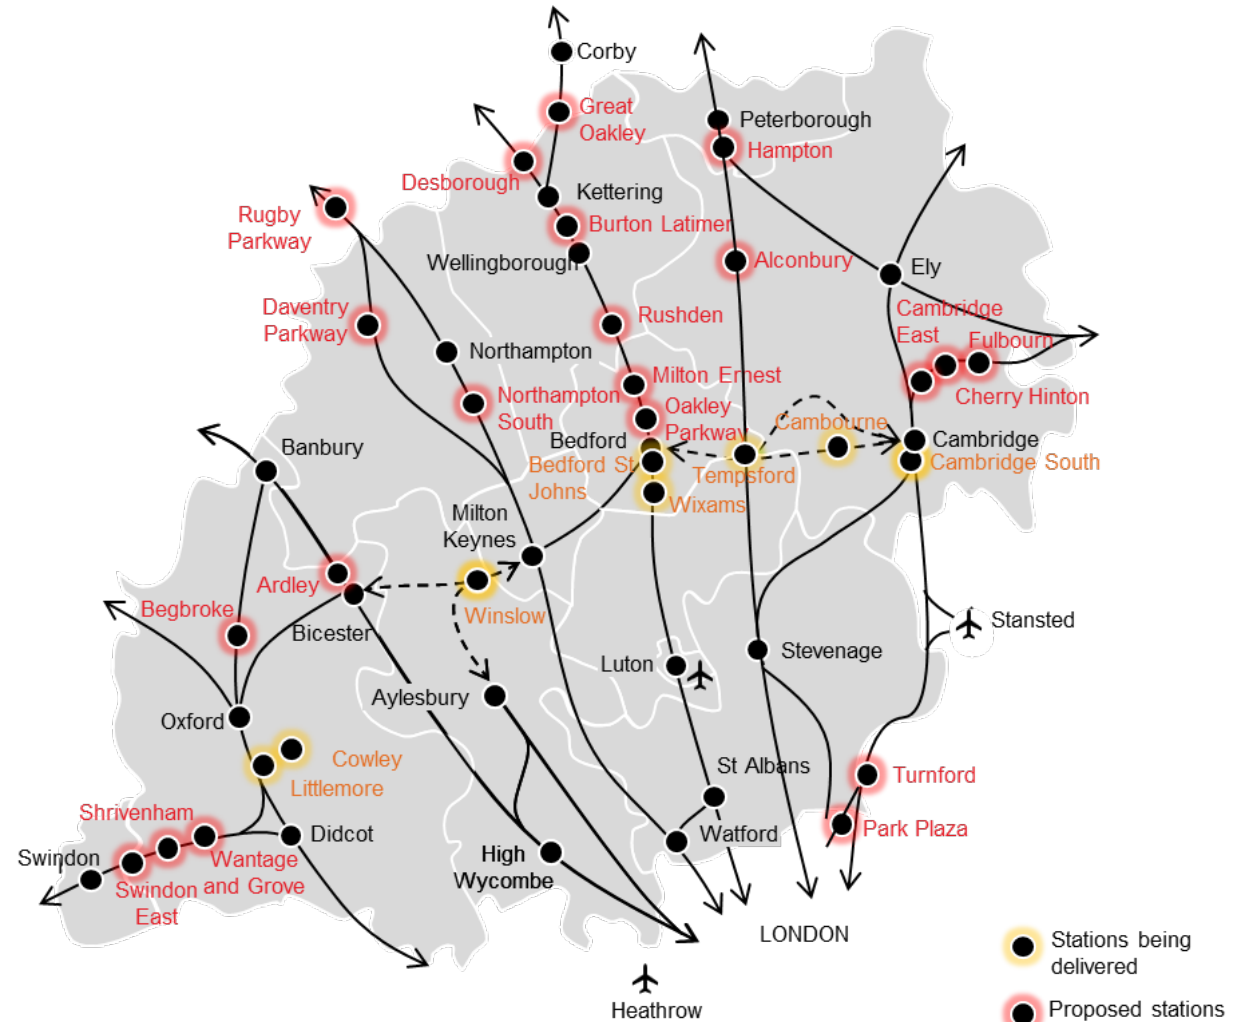 Corby
Great
Oakley
Peterborough
Hampton
Desborough
Kettering
Rugby
Parkway
Burton Latimer
Wellingborough
Alconbury
Ely
Daventry
Parkway
Rushden
Cambridge
East
Fulbourn
Northampton
Milton Ernest
Northampton
South
Oakley
Parkway
Cherry Hinton
Cambourne
Banbury
Bedford
Cambridge
Bedford St
Johns
Tempsford
Cambridge South
Wixams
Milton
Keynes
Ardley
Begbroke
Winslow
Bicester
Stansted
Luton
Stevenage
Aylesbury
Oxford
Cowley
Littlemore
St Albans
Turnford
Shrivenham
Didcot
Watford
Park Plaza
Swindon
Wantage
and Grove
High
Wycombe
Swindon
East
LONDON
Stations being
delivered
Heathrow
Proposed stations